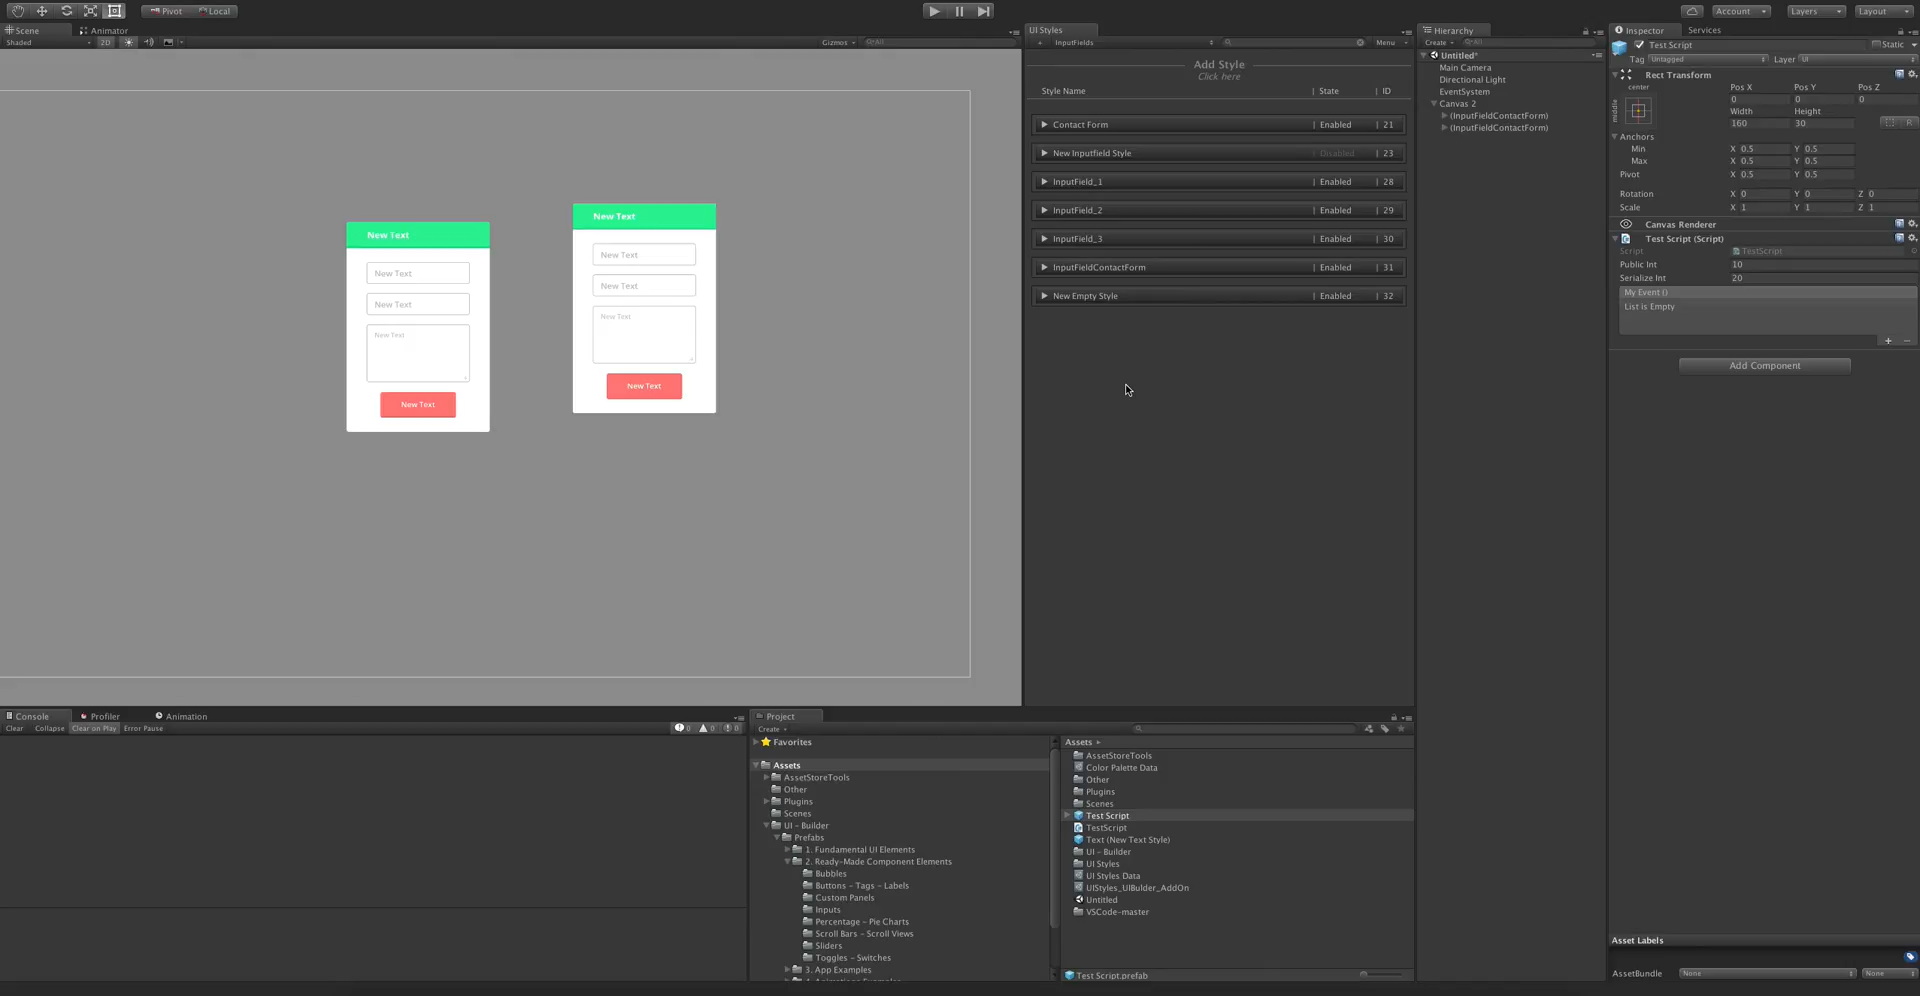 Pivot Local
Account Layers Layout
Scene Animator
Shaded 2D Gizmos All
New Text
New Text
New Text
New Text
New Text
New Text
New Text
New Text
New Text
New Text
UI Styles
+ InputFields Menu
Add Style
Click here
Style Name | State | ID
Contact Form | Enabled | 21
New Inputfield Style Disabled | 23
InputField_1 | Enabled | 28
InputField_2 | Enabled | 29
InputField_3 | Enabled | 30
InputFieldContactForm | Enabled | 31
New Empty Style | Enabled | 32
Hierarchy
Create All
Untitled*
Main Camera
Directional Light
EventSystem
Canvas 2
(InputFieldContactForm)
(InputFieldContactForm)
Inspector Services
Test Script Static
Tag Untagged Layer UI
Rect Transform
center Pos X Pos Y Pos Z
middle 0 0 0
Width Height
160 30 R
Anchors
Min X 0.5 Y 0.5
Max X 0.5 Y 0.5
Pivot X 0.5 Y 0.5
Rotation X 0 Y 0 Z 0
Scale X 1 Y 1 Z 1
Canvas Renderer
Test Script (Script)
Script TestScript
Public Int 10
Serialize Int 20
My Event ()
List is Empty
+ −
Add Component
Asset Labels
AssetBundle None None
Console Profiler Animation
Clear Collapse Clear on Play Error Pause 0 0 0
Project
Create
Favorites
Assets
AssetStoreTools
Other
Plugins
Scenes
UI – Builder
Prefabs
1. Fundamental UI Elements
2. Ready-Made Component Elements
Bubbles
Buttons – Tags – Labels
Custom Panels
Inputs
Percentage – Pie Charts
Scroll Bars – Scroll Views
Sliders
Toggles – Switches
3. App Examples
Assets
AssetStoreTools
Color Palette Data
Other
Plugins
Scenes
Test Script
TestScript
Text (New Text Style)
UI – Builder
UI Styles
UI Styles Data
UIStyles_UIBulder_AddOn
Untitled
VSCode-master
Test Script.prefab